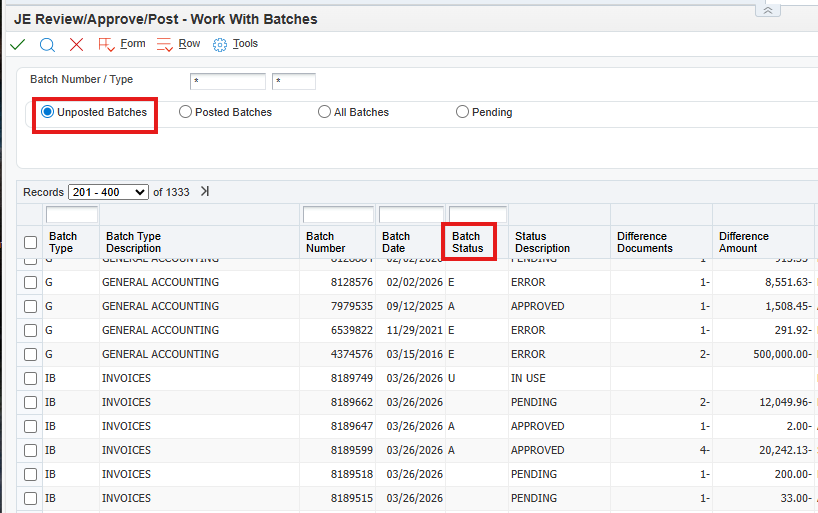 JE Review/Approve/Post - Work With Batches
Form Row Tools
Batch Number / Type * *
Unposted Batches Posted Batches All Batches Pending
Records 201 - 400 of 1333
Batch Type Batch Type Description Batch Number Batch Date Batch Status Status Description Difference Documents Difference Amount
G GENERAL ACCOUNTING 02/02/2026 PENDING 1-
G GENERAL ACCOUNTING 8128576 02/02/2026 E ERROR 1- 8,551.63-
G GENERAL ACCOUNTING 7979535 09/12/2025 A APPROVED 1- 1,508.45-
G GENERAL ACCOUNTING 6539822 11/29/2021 E ERROR 1- 291.92-
G GENERAL ACCOUNTING 4374576 03/15/2016 E ERROR 2- 500,000.00-
IB INVOICES 8189749 03/26/2026 U IN USE
IB INVOICES 8189662 03/26/2026 PENDING 2- 12,049.96-
IB INVOICES 8189647 03/26/2026 A APPROVED 1- 2.00-
IB INVOICES 8189599 03/26/2026 A APPROVED 4- 20,242.13-
IB INVOICES 8189518 03/26/2026 PENDING 1- 200.00-
IB INVOICES 8189515 03/26/2026 PENDING 1- 33.00-